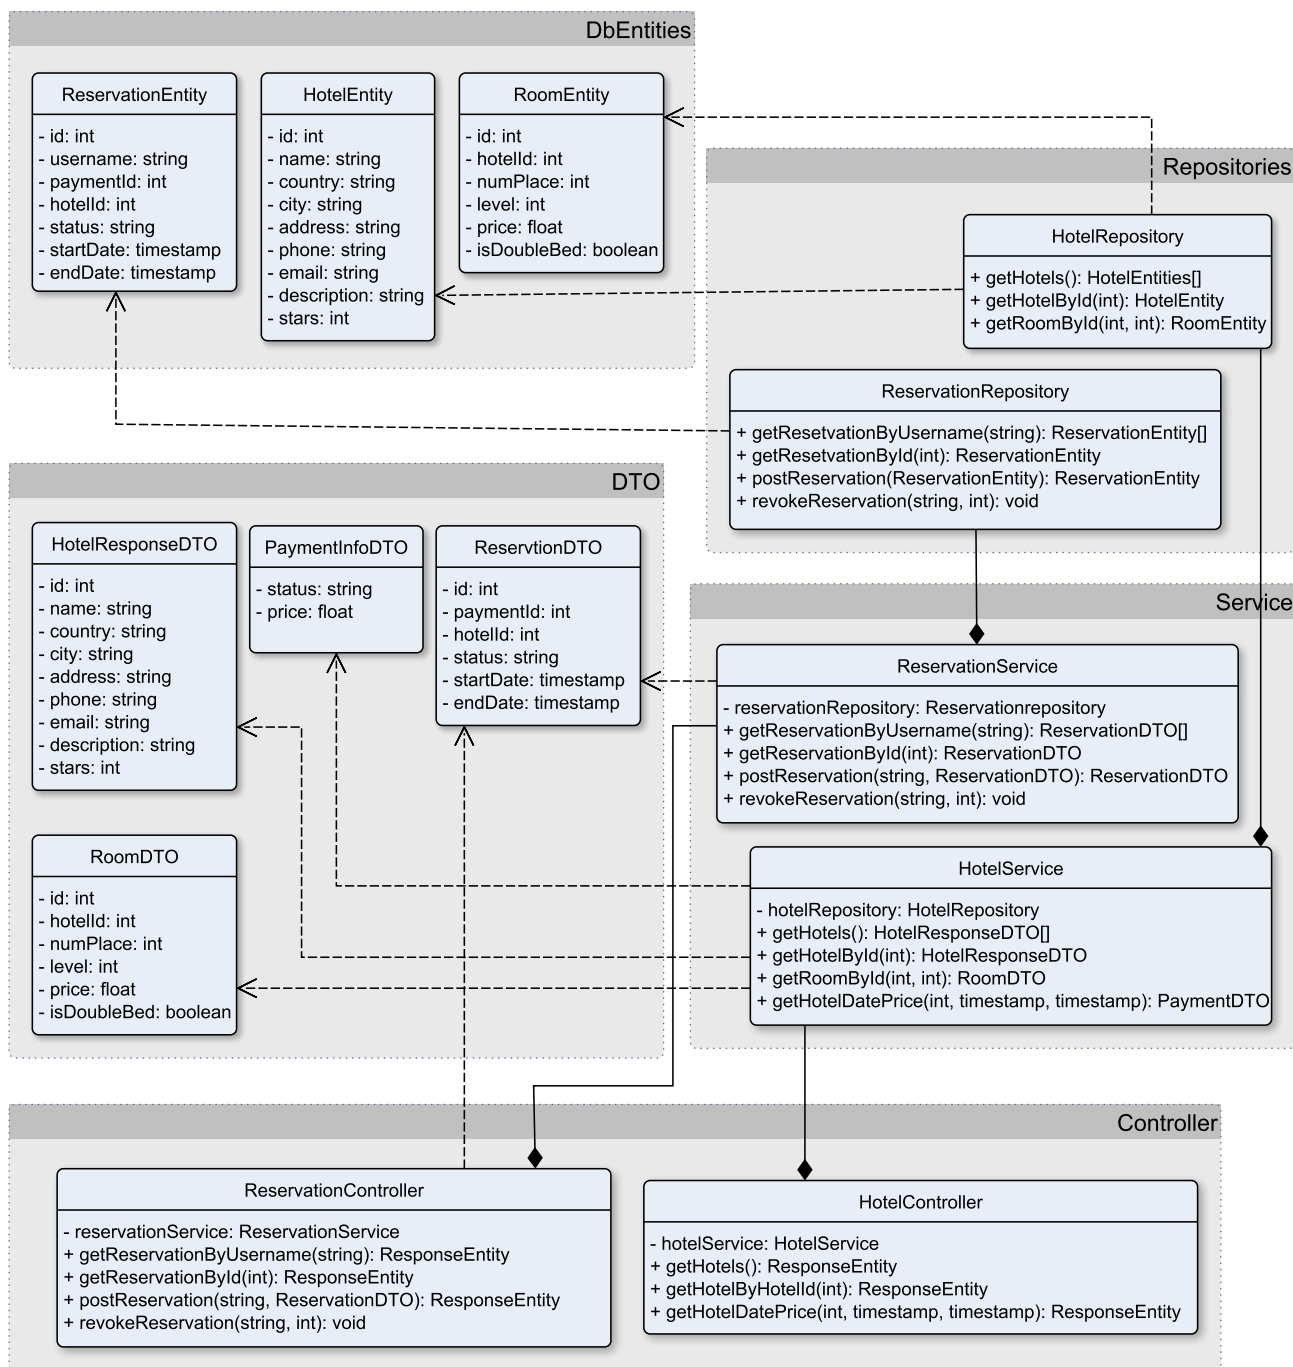 DbEntities
ReservationEntity
- id: int
- username: string
- paymentId: int
- hotelId: int
- status: string
- startDate: timestamp
- endDate: timestamp
HotelEntity
- id: int
- name: string
- country: string
- city: string
- address: string
- phone: string
- email: string
- description: string
- stars: int
RoomEntity
- id: int
- hotelId: int
- numPlace: int
- level: int
- price: float
- isDoubleBed: boolean
Repositories
HotelRepository
+ getHotels(): HotelEntities[]
+ getHotelById(int): HotelEntity
+ getRoomById(int, int): RoomEntity
ReservationRepository
+ getResetvationByUsername(string): ReservationEntity[]
+ getResetvationById(int): ReservationEntity
+ postReservation(ReservationEntity): ReservationEntity
+ revokeReservation(string, int): void
DTO
HotelResponseDTO
- id: int
- name: string
- country: string
- city: string
- address: string
- phone: string
- email: string
- description: string
- stars: int
PaymentInfoDTO
- status: string
- price: float
ReservtionDTO
- id: int
- paymentId: int
- hotelId: int
- status: string
- startDate: timestamp
- endDate: timestamp
RoomDTO
- id: int
- hotelId: int
- numPlace: int
- level: int
- price: float
- isDoubleBed: boolean
Service
ReservationService
- reservationRepository: Reservationrepository
+ getReservationByUsername(string): ReservationDTO[]
+ getReservationById(int): ReservationDTO
+ postReservation(string, ReservationDTO): ReservationDTO
+ revokeReservation(string, int): void
HotelService
- hotelRepository: HotelRepository
+ getHotels(): HotelResponseDTO[]
+ getHotelById(int): HotelResponseDTO
+ getRoomById(int, int): RoomDTO
+ getHotelDatePrice(int, timestamp, timestamp): PaymentDTO
Controller
ReservationController
- reservationService: ReservationService
+ getReservationByUsername(string): ResponseEntity
+ getReservationById(int): ResponseEntity
+ postReservation(string, ReservationDTO): ResponseEntity
+ revokeReservation(string, int): void
HotelController
- hotelService: HotelService
+ getHotels(): ResponseEntity
+ getHotelByHotelId(int): ResponseEntity
+ getHotelDatePrice(int, timestamp, timestamp): ResponseEntity